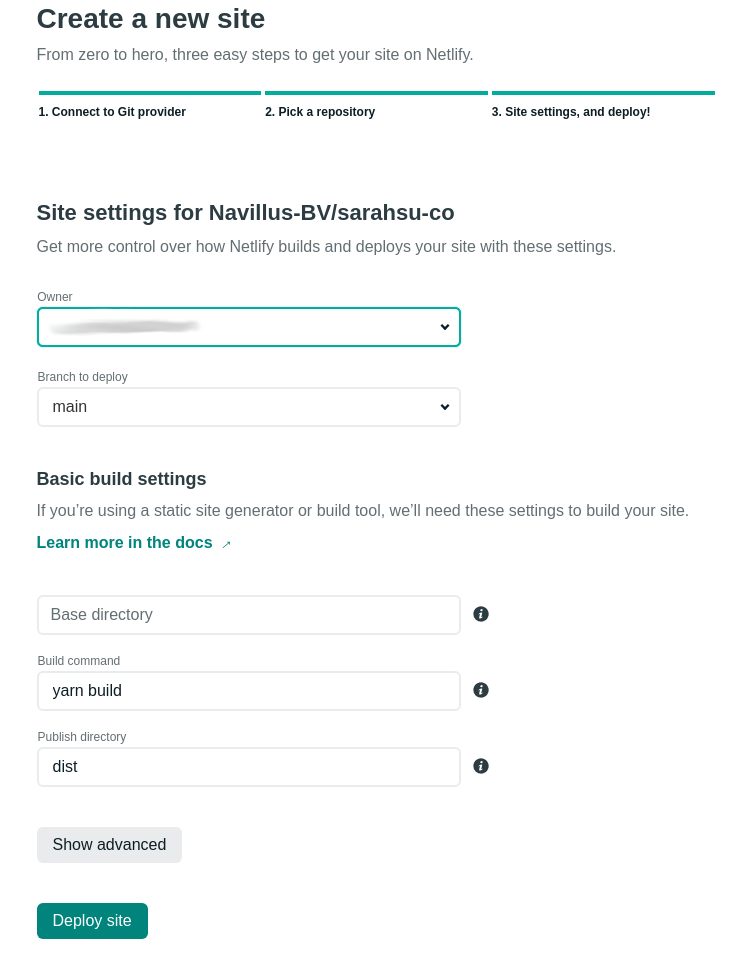 Create a new site
From zero to hero, three easy steps to get your site on Netlify.
1. Connect to Git provider
2. Pick a repository
3. Site settings, and deploy!
Site settings for Navillus-BV/sarahsu-co
Get more control over how Netlify builds and deploys your site with these settings.
Owner
Branch to deploy
main
Basic build settings
If you’re using a static site generator or build tool, we’ll need these settings to build your site.
Learn more in the docs ↗
Base directory
Build command
yarn build
Publish directory
dist
Show advanced
Deploy site